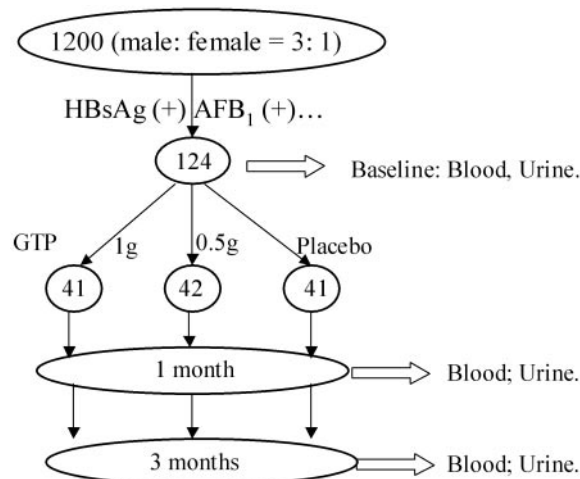 1200 (male: female = 3: 1)
HBsAg (+) AFB₁ (+)…
124
Baseline: Blood, Urine.
GTP
1g
0.5g
Placebo
41
42
41
1 month
Blood; Urine.
3 months
Blood; Urine.